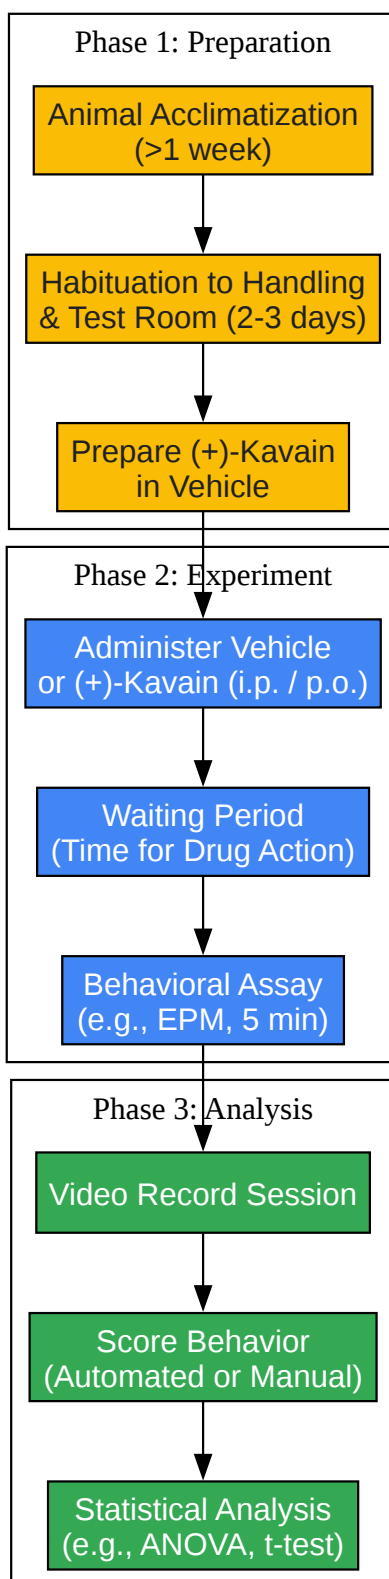 Phase 1: Preparation
Animal Acclimatization
(>1 week)
Habituation to Handling
& Test Room (2-3 days)
Prepare (+)-Kavain
in Vehicle
Phase 2: Experiment
Administer Vehicle
or (+)-Kavain (i.p. / p.o.)
Waiting Period
(Time for Drug Action)
Behavioral Assay
(e.g., EPM, 5 min)
Phase 3: Analysis
Video Record Session
Score Behavior
(Automated or Manual)
Statistical Analysis
(e.g., ANOVA, t-test)